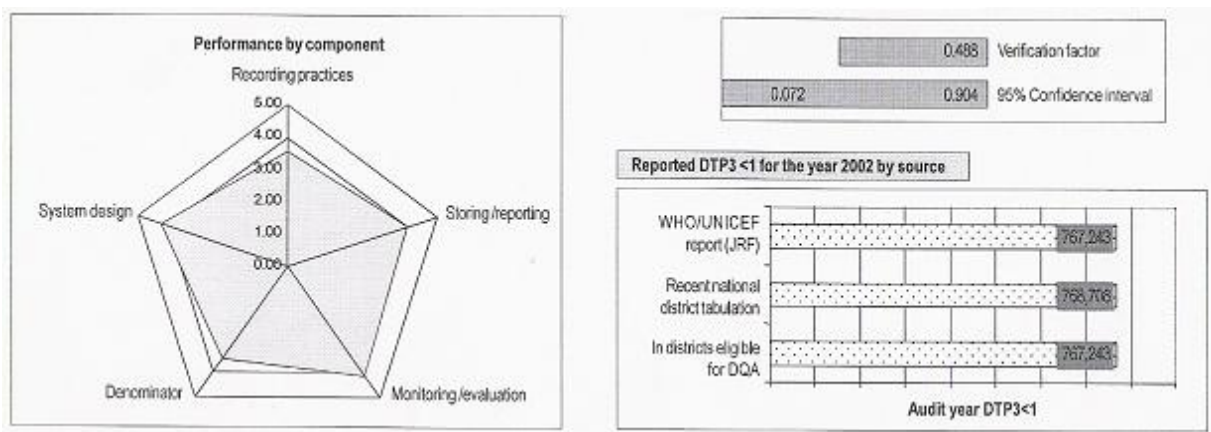 Performance by component
Recording practices
5.00
4.00
3.00
2.00
1.00
0.00
System design
Storing/reporting
Denominator
Monitoring/evaluation
0.488 Verification factor
0.072 0.904 95% Confidence interval
Reported DTP3 <1 for the year 2002 by source
WHO/UNICEF
report (JRF)
767,243
Recent national
district tabulation
768,708
In districts eligible
for DQA
767,243
Audit year DTP3<1